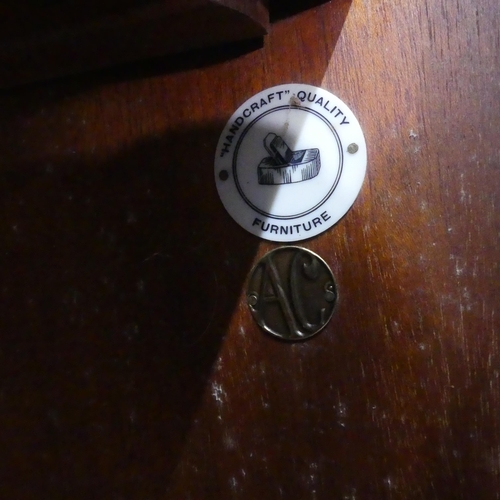 "HANDCRAFT" QUALITY
FURNITURE
AC
S